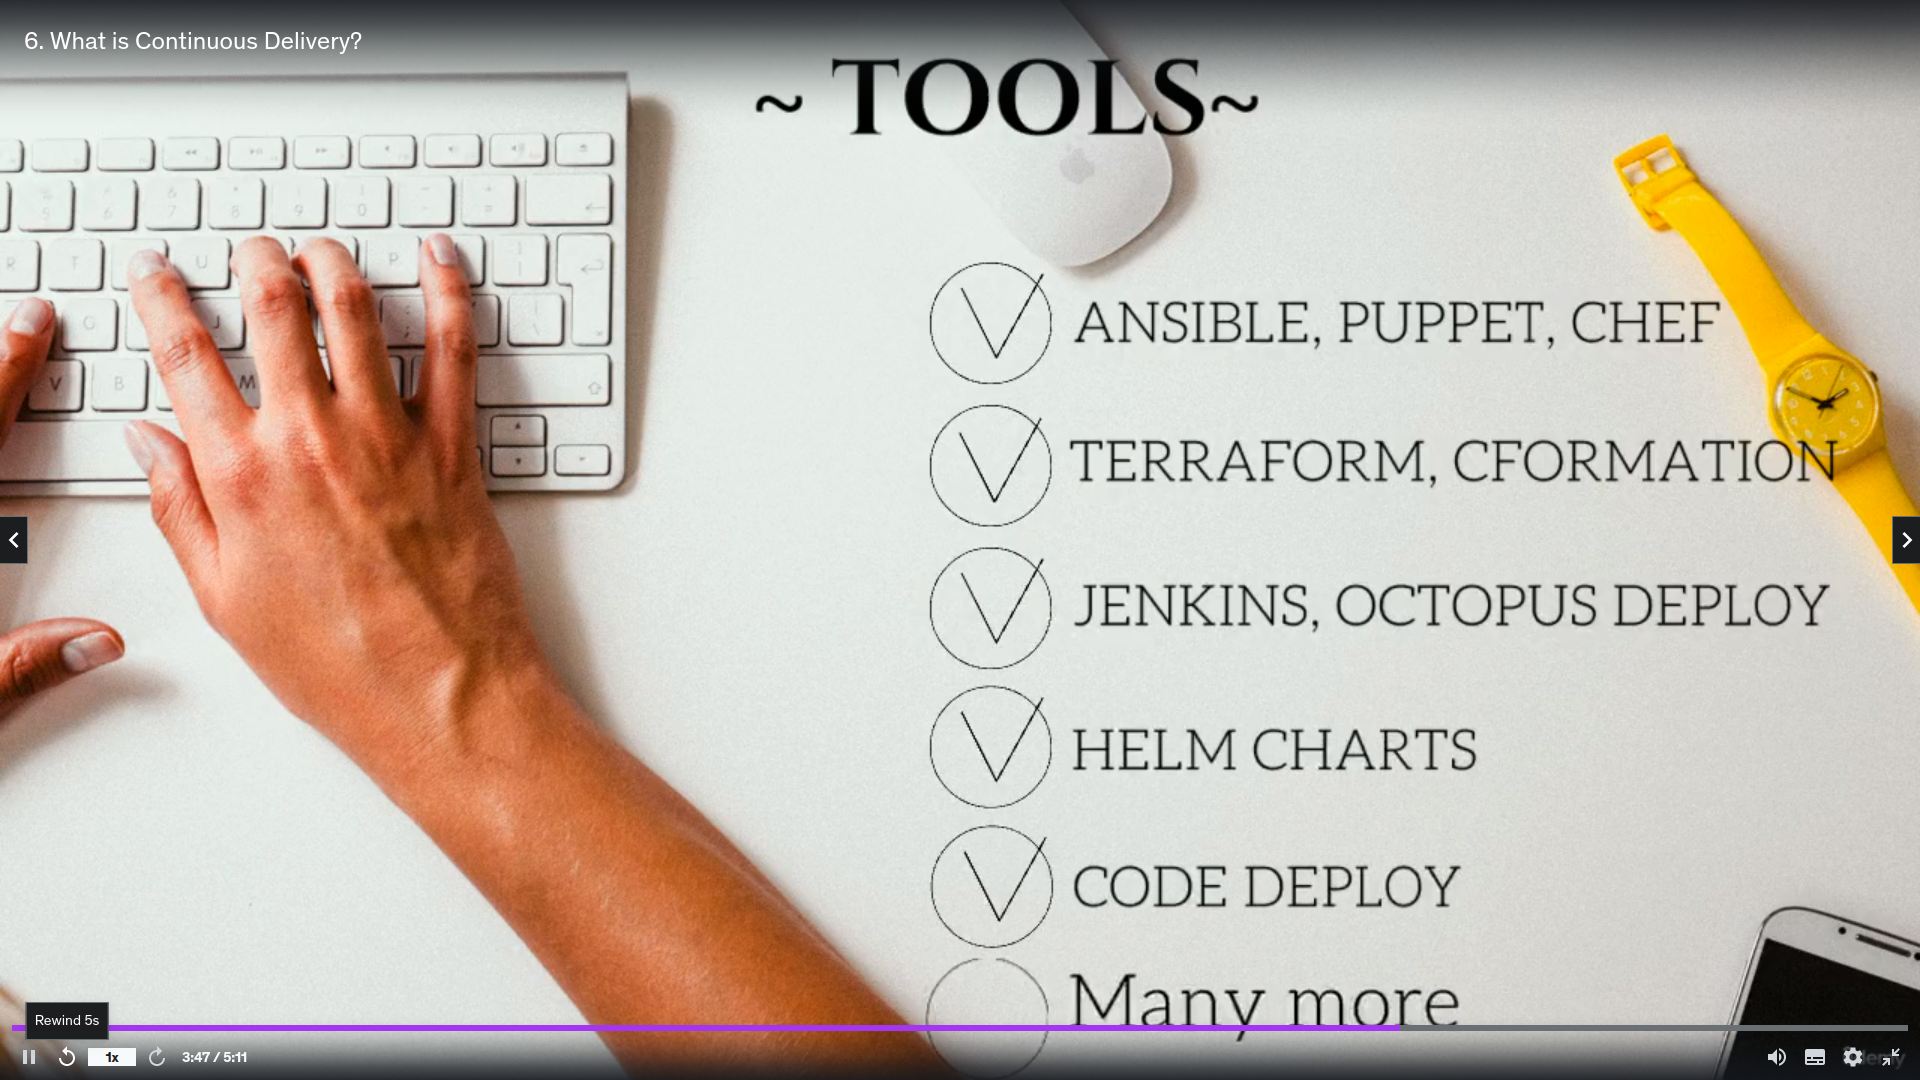 6. What is Continuous Delivery?
~ TOOLS~
ANSIBLE, PUPPET, CHEF
TERRAFORM, CFORMATION
JENKINS, OCTOPUS DEPLOY
HELM CHARTS
CODE DEPLOY
Many more
Rewind 5s
1x
3:47 / 5:11